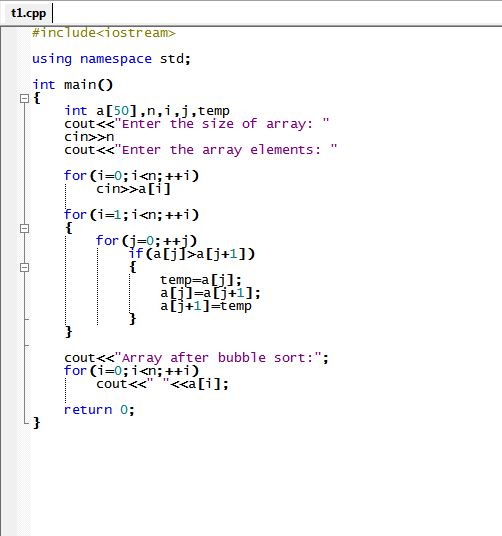 t1.cpp
#include<iostream>
using namespace std;
int main()
{
int a[50],n,i,j,temp
cout<<"Enter the size of array: "
cin>>n
cout<<"Enter the array elements: "
for(i=0;i<n;++i)
cin>>a[i]
for(i=1;i<n;++i)
{
for(j=0;++j)
if(a[j]>a[j+1])
{
temp=a[j];
a[j]=a[j+1];
a[j+1]=temp
}
}
cout<<"Array after bubble sort:";
for(i=0;i<n;++i)
cout<<" "<<a[i];
return 0;
}